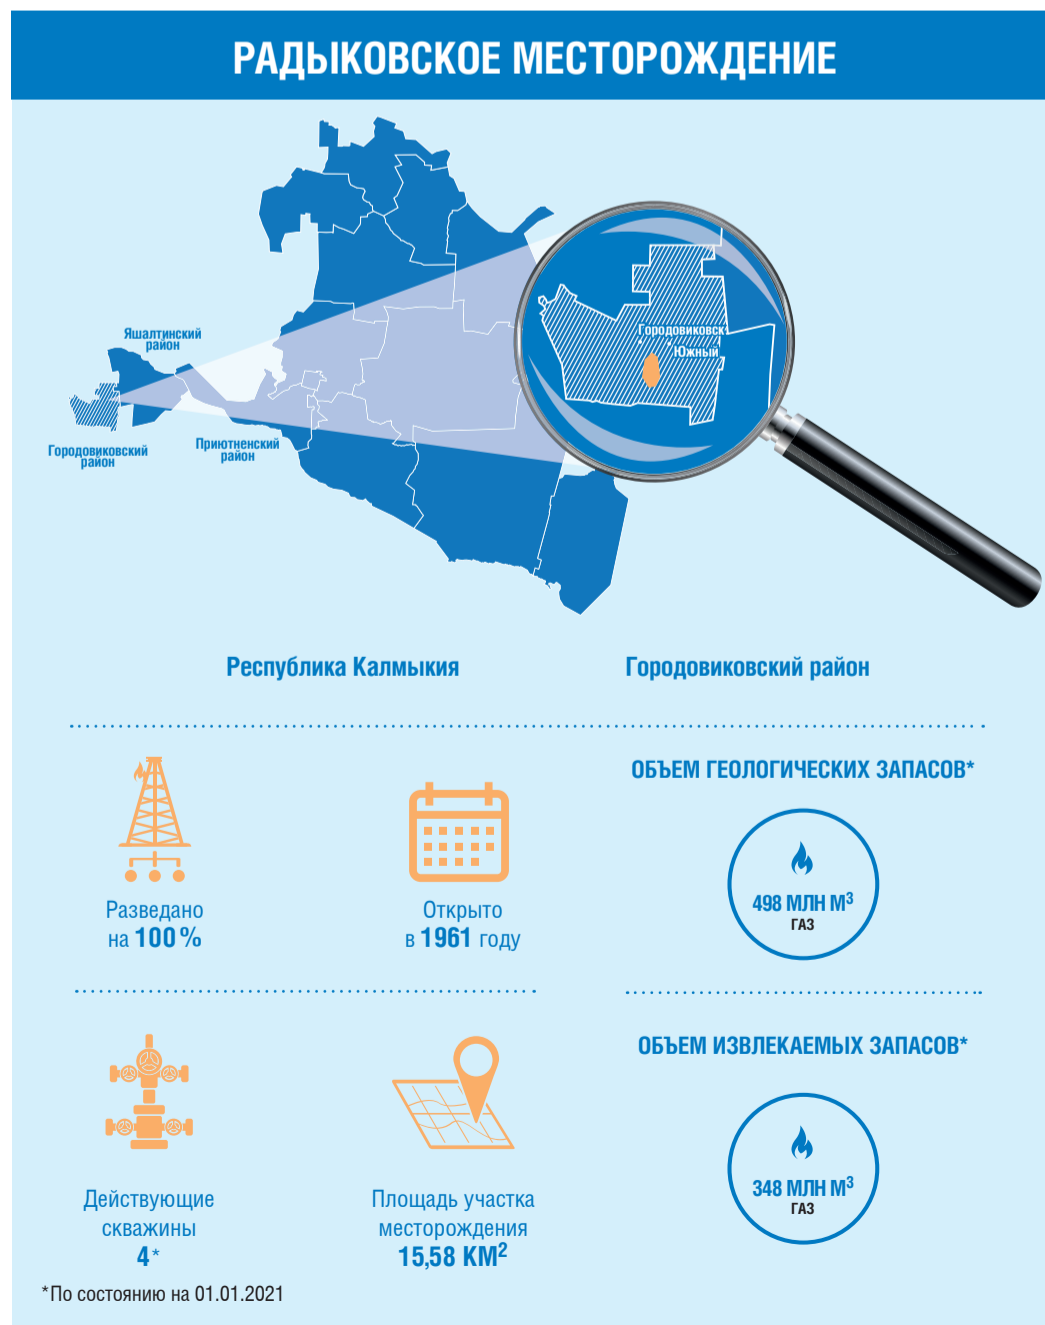 РАДЫКОВСКОЕ МЕСТОРОЖДЕНИЕ
Городовиковск
Южный
Яшалтинский
район
Городовиковский
район
Приютненский
район
Республика Калмыкия
Городовиковский район
Разведано
на 100 %
Открыто
в 1961 году
ОБЪЕМ ГЕОЛОГИЧЕСКИХ ЗАПАСОВ*
498 МЛН М³
ГАЗ
Действующие
скважины
4*
Площадь участка
месторождения
15,58 КМ²
ОБЪЕМ ИЗВЛЕКАЕМЫХ ЗАПАСОВ*
348 МЛН М³
ГАЗ
*По состоянию на 01.01.2021